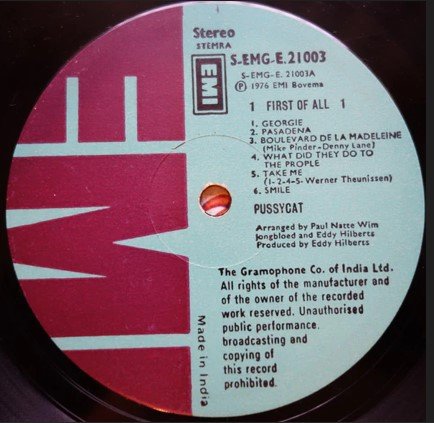 Stereo
STEMRA
EMI
S-EMG-E. 21003
S-EMG-E. 21003A
Ⓟ 1976 EMI Bovema
1 FIRST OF ALL 1
1. GEORGIE
2. PASADENA
3. BOULEVARD DE LA MADELEINE
(Mike Pinder-Denny Lane)
4. WHAT DID THEY DO TO
THE PROPLE
5. TAKE ME
(1-2-4-5-Werner Theunissen)
6. SMILE
PUSSYCAT
Arranged by Paul Natte Wim
Jongbloed and Eddy Hilberts
Produced by Eddy Hilberts
The Gramophone Co. of India Ltd.
All rights of the manufacturer and
of the owner of the recorded
work reserved. Unauthorised
public performance,
broadcasting and
copying of
this record
prohibited.
Made in India
EMI